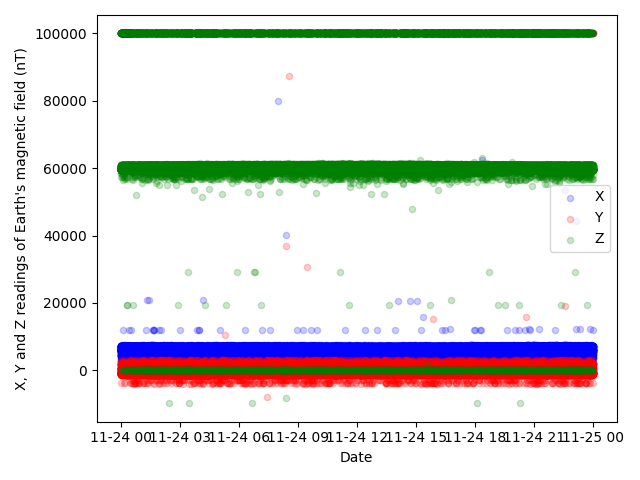 X, Y and Z readings of Earth's magnetic field (nT)
100000
80000
60000
40000
20000
0
X
Y
Z
11-24 00 11-24 03 11-24 06 11-24 09 11-24 12 11-24 15 11-24 18 11-24 21 11-25 00
Date